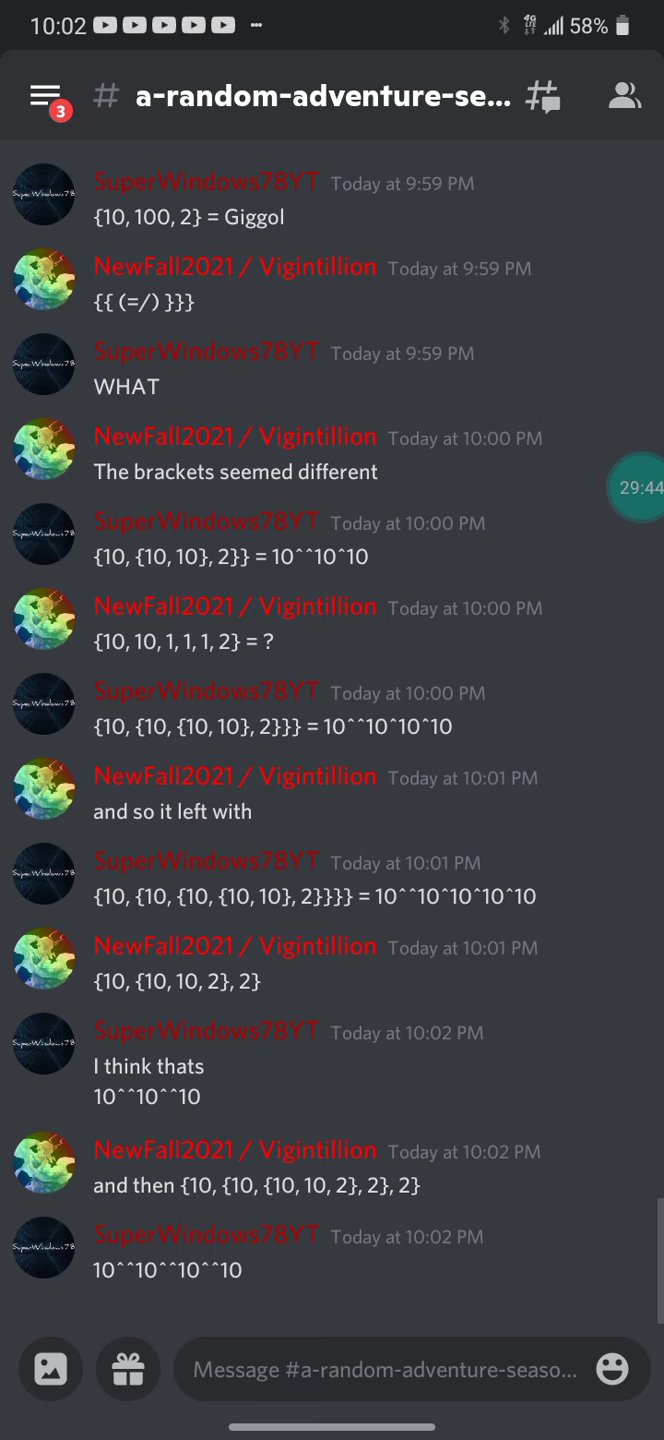 10:02
58%
3
# a-random-adventure-se...
SuperWindows78YT Today at 9:59 PM
{10, 100, 2} = Giggol
NewFall2021 / Vigintillion Today at 9:59 PM
{{ (=/) }}}
SuperWindows78YT Today at 9:59 PM
WHAT
NewFall2021 / Vigintillion Today at 10:00 PM
The brackets seemed different
29:44
SuperWindows78YT Today at 10:00 PM
{10, {10, 10}, 2}} = 10^^10^10
NewFall2021 / Vigintillion Today at 10:00 PM
{10, 10, 1, 1, 1, 2} = ?
SuperWindows78YT Today at 10:00 PM
{10, {10, {10, 10}, 2}}} = 10^^10^10^10
NewFall2021 / Vigintillion Today at 10:01 PM
and so it left with
SuperWindows78YT Today at 10:01 PM
{10, {10, {10, {10, 10}, 2}}}} = 10^^10^10^10^10
NewFall2021 / Vigintillion Today at 10:01 PM
{10, {10, 10, 2}, 2}
SuperWindows78YT Today at 10:02 PM
I think thats
10^^10^^10
NewFall2021 / Vigintillion Today at 10:02 PM
and then {10, {10, {10, 10, 2}, 2}, 2}
SuperWindows78YT Today at 10:02 PM
10^^10^^10^^10
Message #a-random-adventure-seaso...